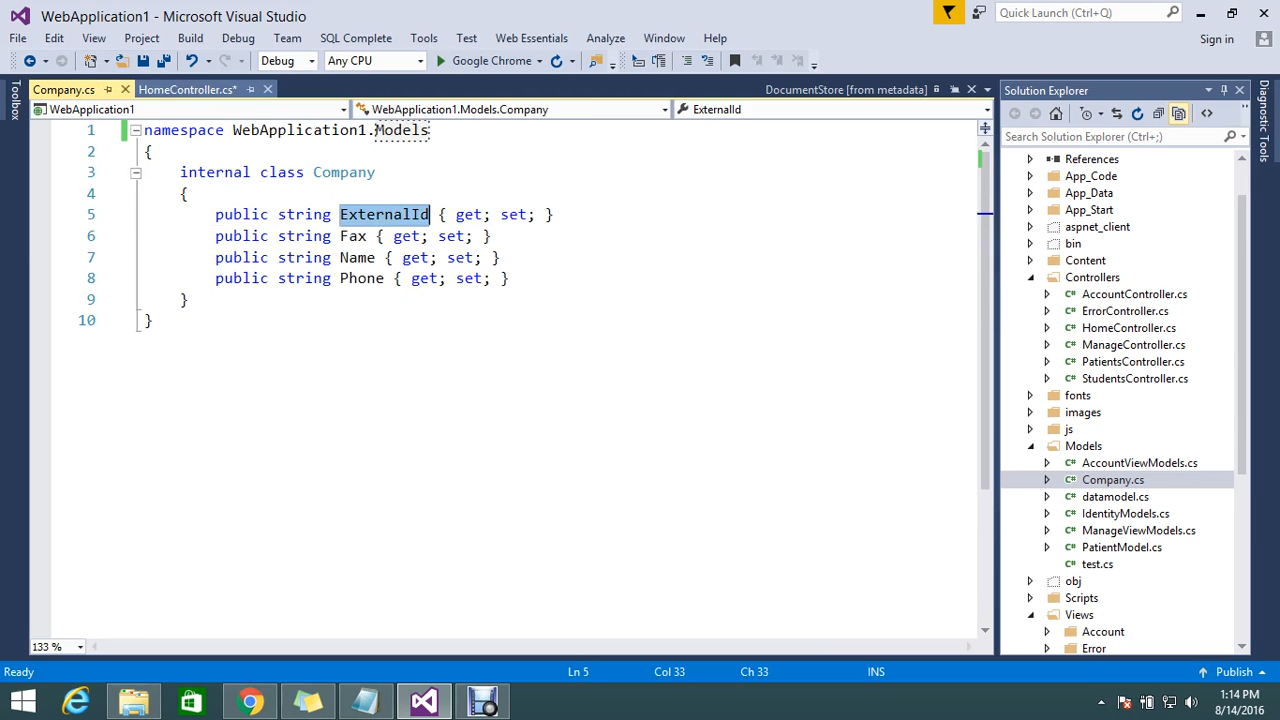 WebApplication1 - Microsoft Visual Studio
Quick Launch (Ctrl+Q)
File Edit View Project Build Debug Team SQL Complete Tools Test Web Essentials Analyze Window Help
Sign in
Debug Any CPU Google Chrome
Toolbox
Company.cs HomeController.cs* DocumentStore [from metadata]
WebApplication1 WebApplication1.Models.Company ExternalId
1 namespace WebApplication1.Models
2 {
3 internal class Company
4 {
5 public string ExternalId { get; set; }
6 public string Fax { get; set; }
7 public string Name { get; set; }
8 public string Phone { get; set; }
9 }
10 }
133 %
Solution Explorer
Search Solution Explorer (Ctrl+;)
References
App_Code
App_Data
App_Start
aspnet_client
bin
Content
Controllers
AccountController.cs
ErrorController.cs
HomeController.cs
ManageController.cs
PatientsController.cs
StudentsController.cs
fonts
images
js
Models
AccountViewModels.cs
Company.cs
datamodel.cs
IdentityModels.cs
ManageViewModels.cs
PatientModel.cs
test.cs
obj
Scripts
Views
Account
Error
Diagnostic Tools
Ready Ln 5 Col 33 Ch 33 INS Publish
1:14 PM
8/14/2016